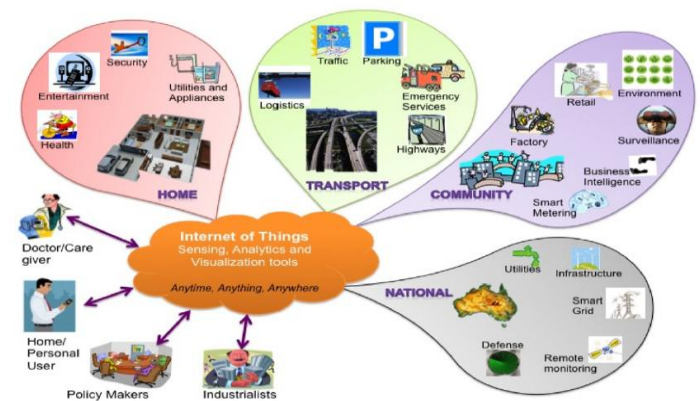 Security
Entertainment
Utilities and
Appliances
Health
HOME
Traffic
Parking
P
Logistics
Emergency
Services
Highways
TRANSPORT
Retail
Environment
Factory
Surveillance
Business
Intelligence
COMMUNITY
Smart
Metering
Internet of Things
Sensing, Analytics and
Visualization tools
Anytime, Anything, Anywhere
Doctor/Care
giver
Home/
Personal
User
Policy Makers
Industrialists
NATIONAL
Utilities
Infrastructure
Smart
Grid
Defense
Remote
monitoring